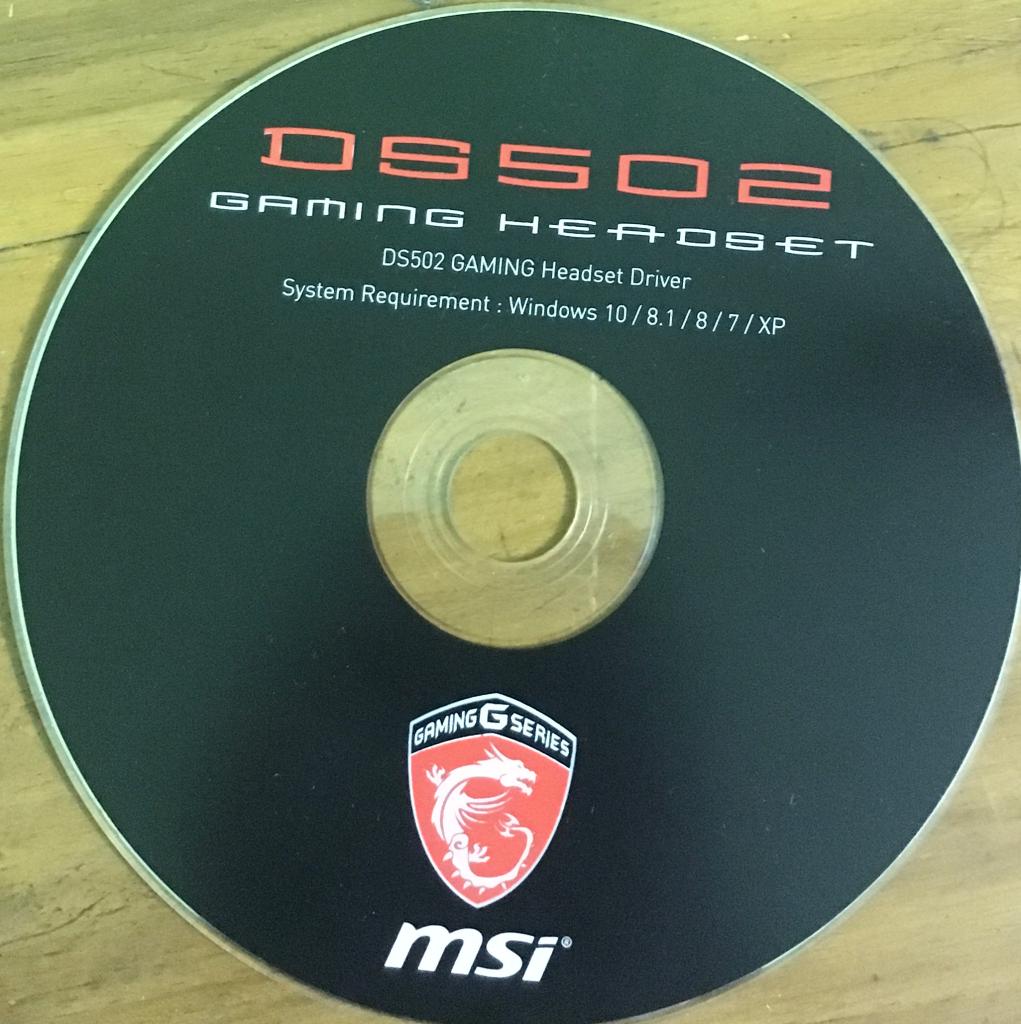 DS502
GAMING HEADSET
DS502 GAMING Headset Driver
System Requirement : Windows 10 / 8.1 / 8 / 7 / XP
GAMING G SERIES
msi®